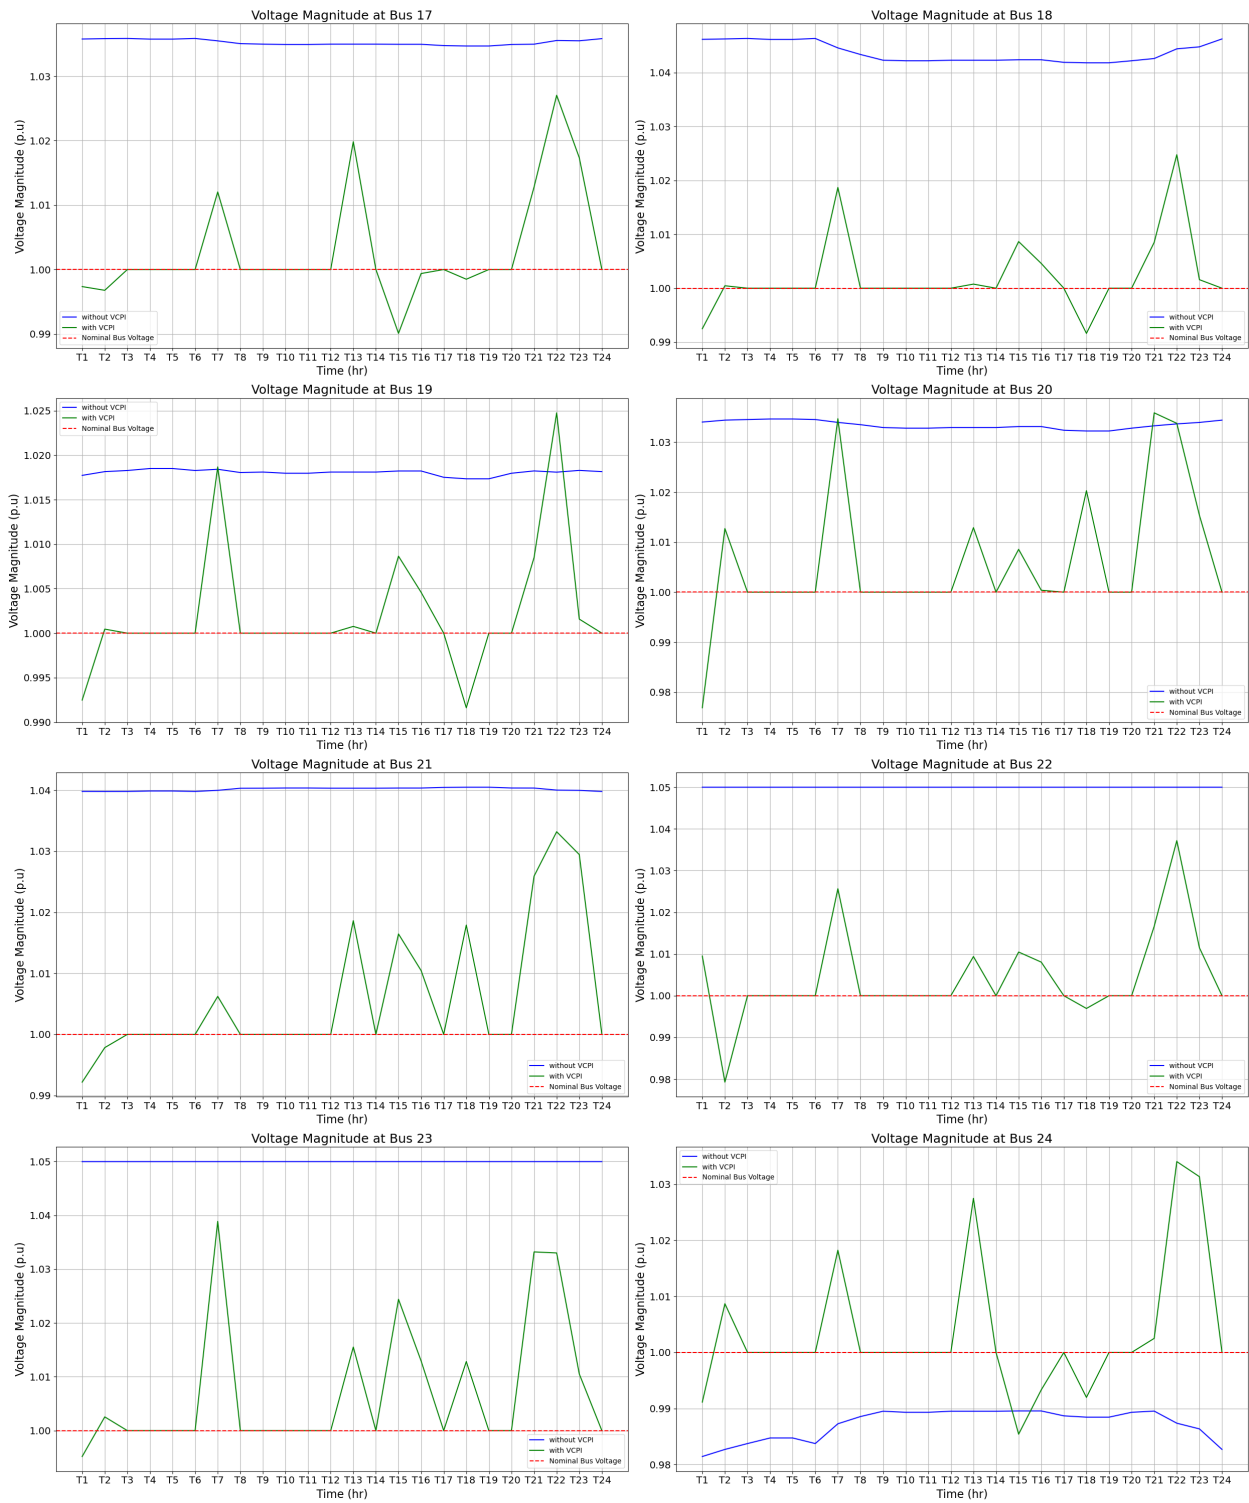 Voltage Magnitude at Bus 17
Voltage Magnitude (p.u)
1.03
1.02
1.01
1.00
0.99
without VCPI
with VCPI
Nominal Bus Voltage
T1 T2 T3 T4 T5 T6 T7 T8 T9 T10 T11 T12 T13 T14 T15 T16 T17 T18 T19 T20 T21 T22 T23 T24
Time (hr)
Voltage Magnitude at Bus 18
Voltage Magnitude (p.u)
1.04
1.03
1.02
1.01
1.00
0.99
without VCPI
with VCPI
Nominal Bus Voltage
T1 T2 T3 T4 T5 T6 T7 T8 T9 T10 T11 T12 T13 T14 T15 T16 T17 T18 T19 T20 T21 T22 T23 T24
Time (hr)
Voltage Magnitude at Bus 19
Voltage Magnitude (p.u)
1.025
1.020
1.015
1.010
1.005
1.000
0.995
0.990
without VCPI
with VCPI
Nominal Bus Voltage
T1 T2 T3 T4 T5 T6 T7 T8 T9 T10 T11 T12 T13 T14 T15 T16 T17 T18 T19 T20 T21 T22 T23 T24
Time (hr)
Voltage Magnitude at Bus 20
Voltage Magnitude (p.u)
1.03
1.02
1.01
1.00
0.99
0.98
without VCPI
with VCPI
Nominal Bus Voltage
T1 T2 T3 T4 T5 T6 T7 T8 T9 T10 T11 T12 T13 T14 T15 T16 T17 T18 T19 T20 T21 T22 T23 T24
Time (hr)
Voltage Magnitude at Bus 21
Voltage Magnitude (p.u)
1.04
1.03
1.02
1.01
1.00
0.99
without VCPI
with VCPI
Nominal Bus Voltage
T1 T2 T3 T4 T5 T6 T7 T8 T9 T10 T11 T12 T13 T14 T15 T16 T17 T18 T19 T20 T21 T22 T23 T24
Time (hr)
Voltage Magnitude at Bus 22
Voltage Magnitude (p.u)
1.05
1.04
1.03
1.02
1.01
1.00
0.99
0.98
without VCPI
with VCPI
Nominal Bus Voltage
T1 T2 T3 T4 T5 T6 T7 T8 T9 T10 T11 T12 T13 T14 T15 T16 T17 T18 T19 T20 T21 T22 T23 T24
Time (hr)
Voltage Magnitude at Bus 23
Voltage Magnitude (p.u)
1.05
1.04
1.03
1.02
1.01
1.00
without VCPI
with VCPI
Nominal Bus Voltage
T1 T2 T3 T4 T5 T6 T7 T8 T9 T10 T11 T12 T13 T14 T15 T16 T17 T18 T19 T20 T21 T22 T23 T24
Time (hr)
Voltage Magnitude at Bus 24
Voltage Magnitude (p.u)
1.03
1.02
1.01
1.00
0.99
0.98
without VCPI
with VCPI
Nominal Bus Voltage
T1 T2 T3 T4 T5 T6 T7 T8 T9 T10 T11 T12 T13 T14 T15 T16 T17 T18 T19 T20 T21 T22 T23 T24
Time (hr)